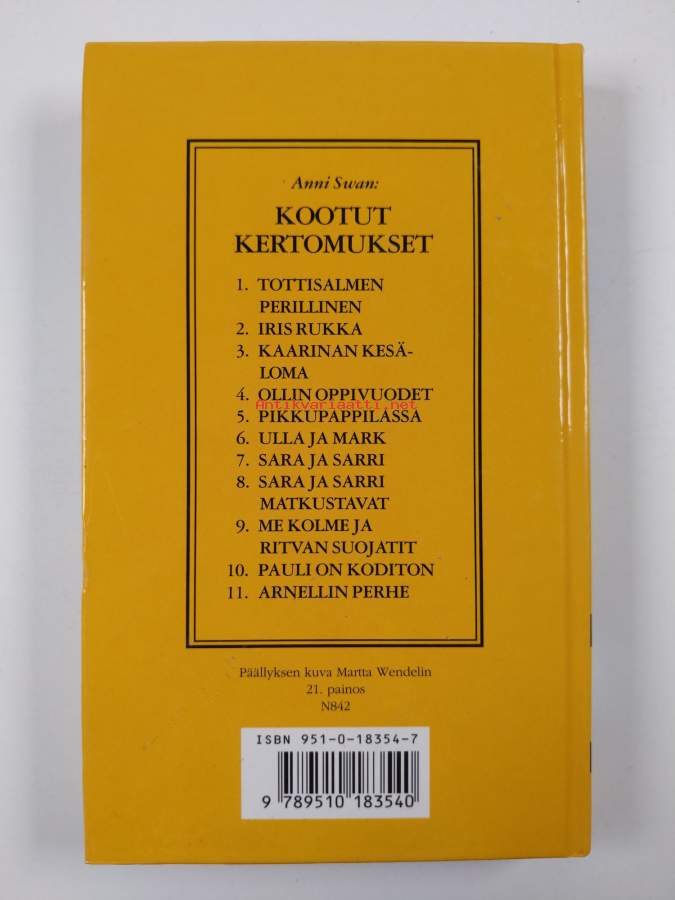 Anni Swan:
KOOTUT
KERTOMUKSET
1. TOTTISALMEN
PERILLINEN
2. IRIS RUKKA
3. KAARINAN KESÄ-
LOMA
4. OLLIN OPPIVUODET
Antikvariaatti.net
5. PIKKUPAPPILASSA
6. ULLA JA MARK
7. SARA JA SARRI
8. SARA JA SARRI
MATKUSTAVAT
9. ME KOLME JA
RITVAN SUOJATIT
10. PAULI ON KODITON
11. ARNELLIN PERHE
Päällyksen kuva Martta Wendelin
21. painos
N842
ISBN 951-0-18354-7
9 789510 183540